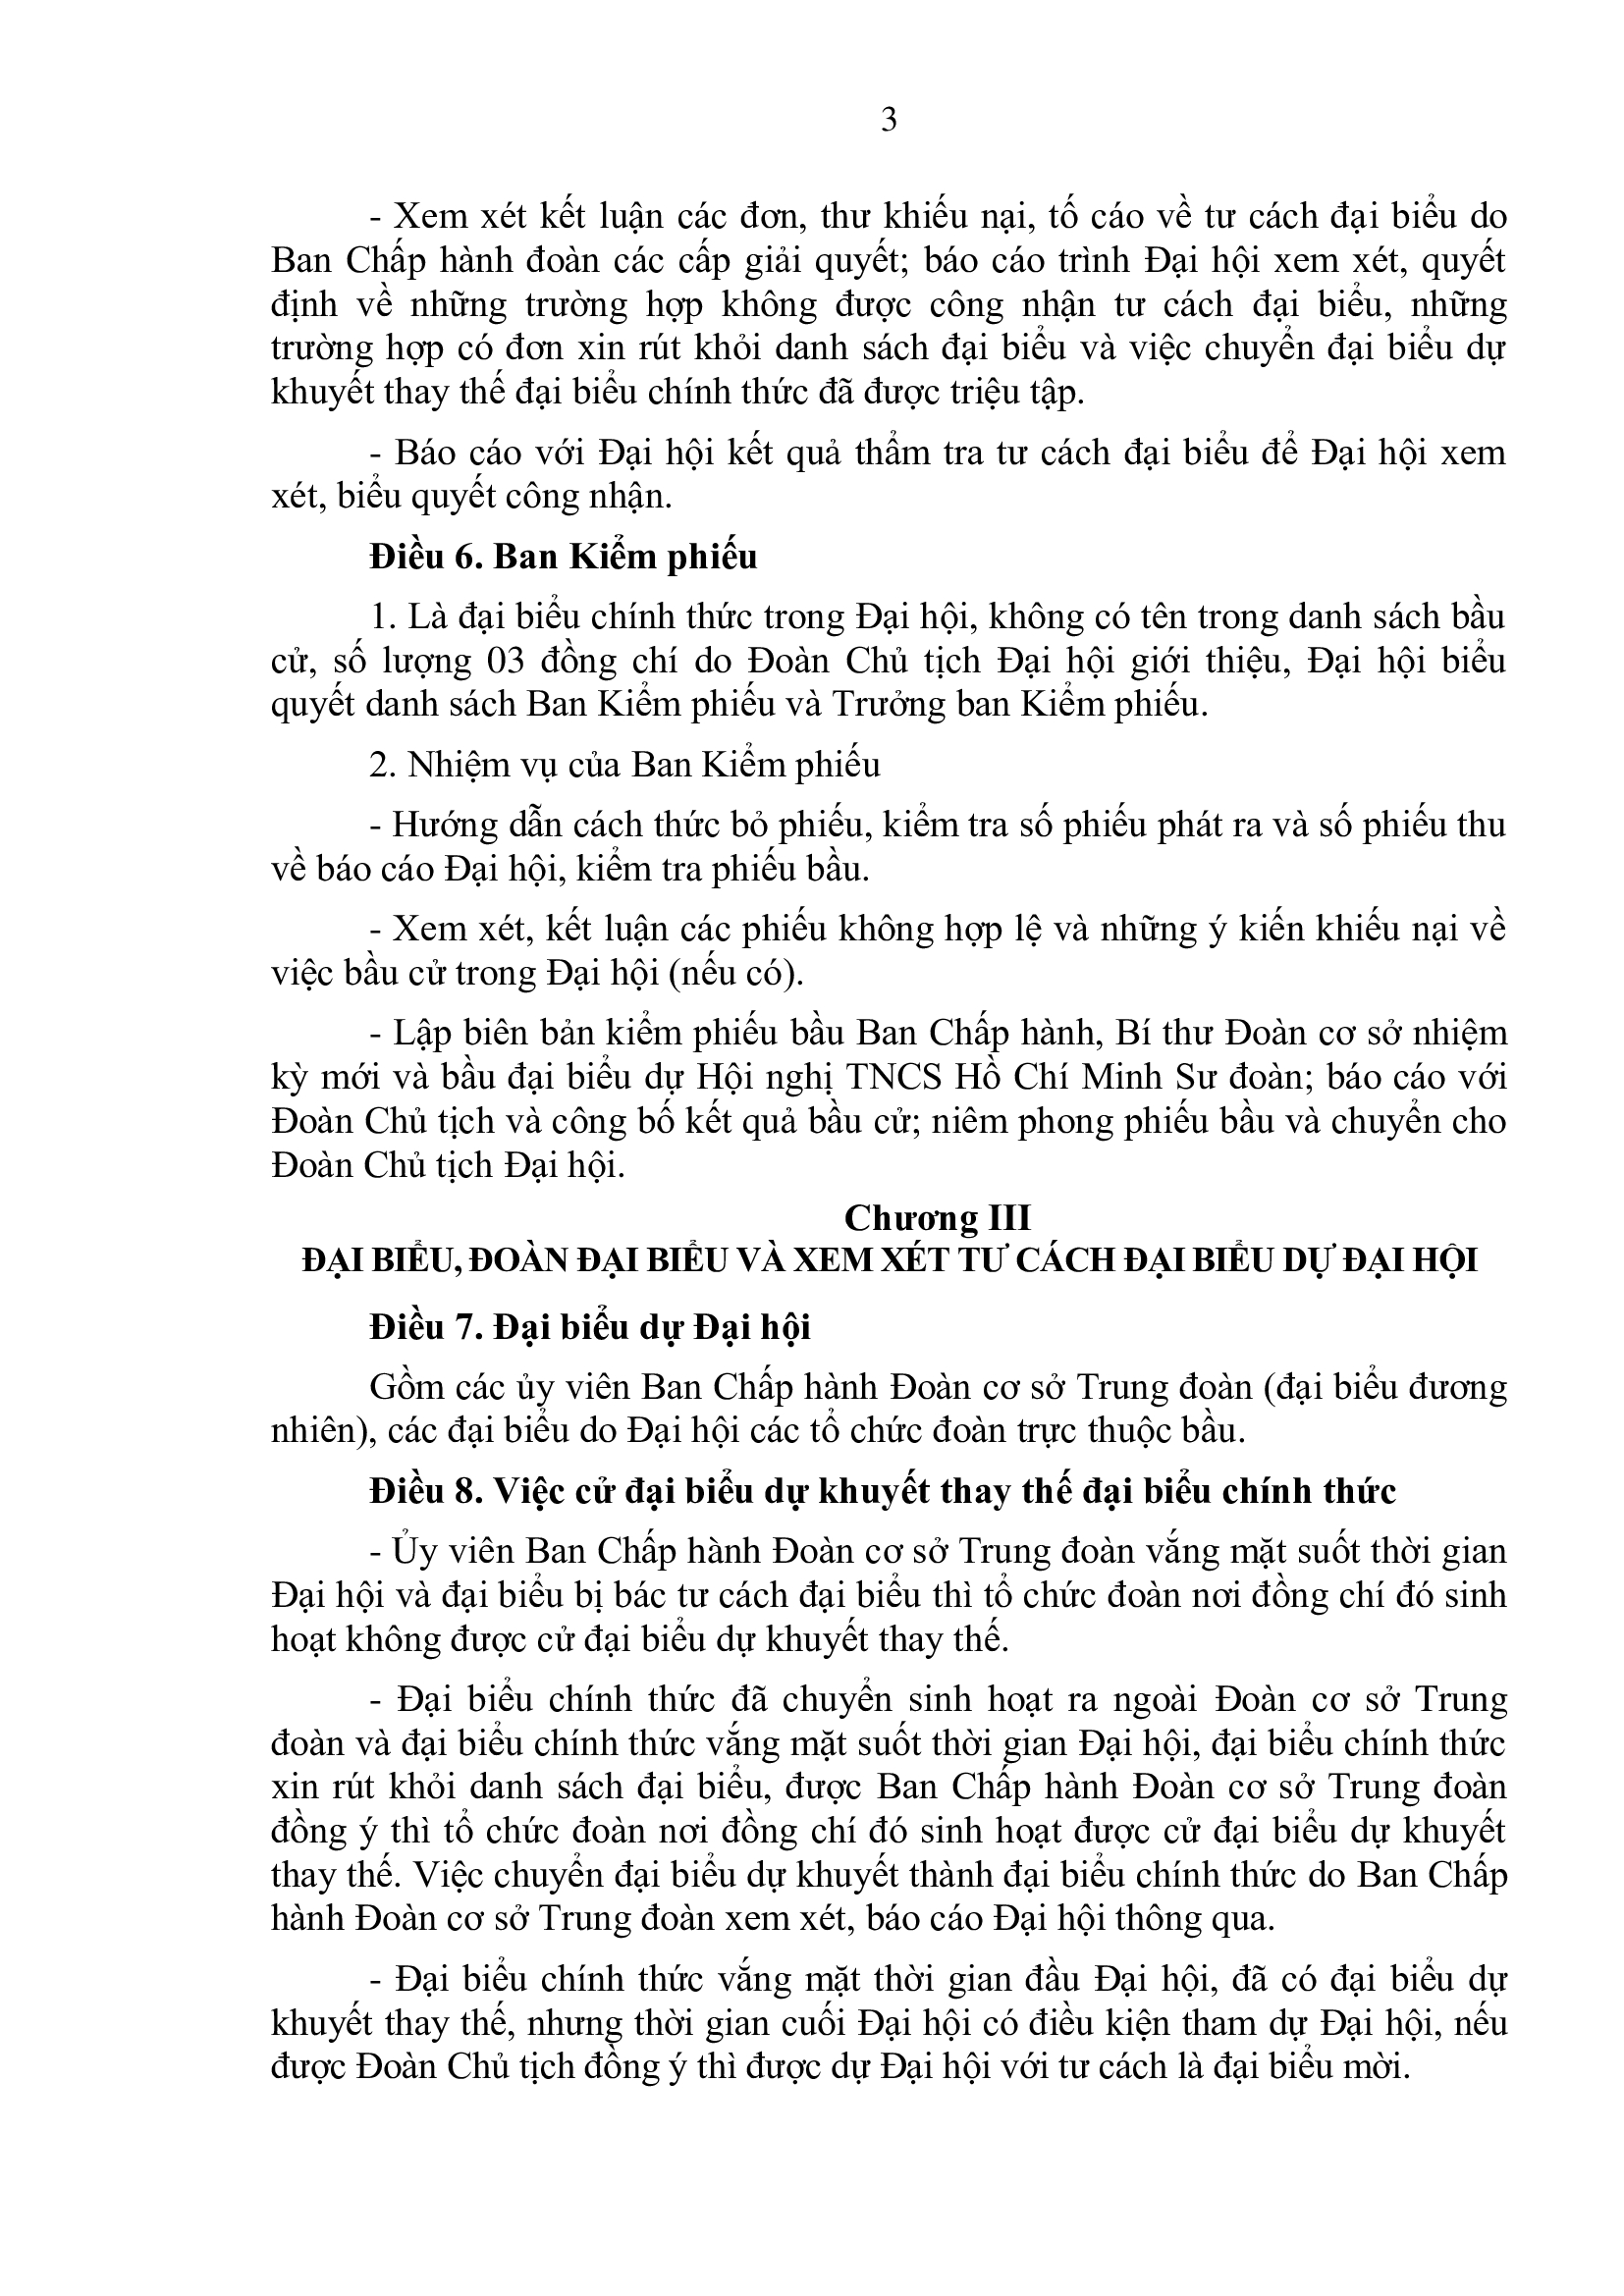 3
- Xem xét kết luận các đơn, thư khiếu nại, tố cáo về tư cách đại biểu do
Ban Chấp hành đoàn các cấp giải quyết; báo cáo trình Đại hội xem xét, quyết
định về những trường hợp không được công nhận tư cách đại biểu, những
trường hợp có đơn xin rút khỏi danh sách đại biểu và việc chuyển đại biểu dự
khuyết thay thế đại biểu chính thức đã được triệu tập.
- Báo cáo với Đại hội kết quả thẩm tra tư cách đại biểu để Đại hội xem
xét, biểu quyết công nhận.
Điều 6. Ban Kiểm phiếu
1. Là đại biểu chính thức trong Đại hội, không có tên trong danh sách bầu
cử, số lượng 03 đồng chí do Đoàn Chủ tịch Đại hội giới thiệu, Đại hội biểu
quyết danh sách Ban Kiểm phiếu và Trưởng ban Kiểm phiếu.
2. Nhiệm vụ của Ban Kiểm phiếu
- Hướng dẫn cách thức bỏ phiếu, kiểm tra số phiếu phát ra và số phiếu thu
về báo cáo Đại hội, kiểm tra phiếu bầu.
- Xem xét, kết luận các phiếu không hợp lệ và những ý kiến khiếu nại về
việc bầu cử trong Đại hội (nếu có).
- Lập biên bản kiểm phiếu bầu Ban Chấp hành, Bí thư Đoàn cơ sở nhiệm
kỳ mới và bầu đại biểu dự Hội nghị TNCS Hồ Chí Minh Sư đoàn; báo cáo với
Đoàn Chủ tịch và công bố kết quả bầu cử; niêm phong phiếu bầu và chuyển cho
Đoàn Chủ tịch Đại hội.
Chương III
ĐẠI BIỂU, ĐOÀN ĐẠI BIỂU VÀ XEM XÉT TƯ CÁCH ĐẠI BIỂU DỰ ĐẠI HỘI
Điều 7. Đại biểu dự Đại hội
Gồm các ủy viên Ban Chấp hành Đoàn cơ sở Trung đoàn (đại biểu đương
nhiên), các đại biểu do Đại hội các tổ chức đoàn trực thuộc bầu.
Điều 8. Việc cử đại biểu dự khuyết thay thế đại biểu chính thức
- Ủy viên Ban Chấp hành Đoàn cơ sở Trung đoàn vắng mặt suốt thời gian
Đại hội và đại biểu bị bác tư cách đại biểu thì tổ chức đoàn nơi đồng chí đó sinh
hoạt không được cử đại biểu dự khuyết thay thế.
- Đại biểu chính thức đã chuyển sinh hoạt ra ngoài Đoàn cơ sở Trung
đoàn và đại biểu chính thức vắng mặt suốt thời gian Đại hội, đại biểu chính thức
xin rút khỏi danh sách đại biểu, được Ban Chấp hành Đoàn cơ sở Trung đoàn
đồng ý thì tổ chức đoàn nơi đồng chí đó sinh hoạt được cử đại biểu dự khuyết
thay thế. Việc chuyển đại biểu dự khuyết thành đại biểu chính thức do Ban Chấp
hành Đoàn cơ sở Trung đoàn xem xét, báo cáo Đại hội thông qua.
- Đại biểu chính thức vắng mặt thời gian đầu Đại hội, đã có đại biểu dự
khuyết thay thế, nhưng thời gian cuối Đại hội có điều kiện tham dự Đại hội, nếu
được Đoàn Chủ tịch đồng ý thì được dự Đại hội với tư cách là đại biểu mời.